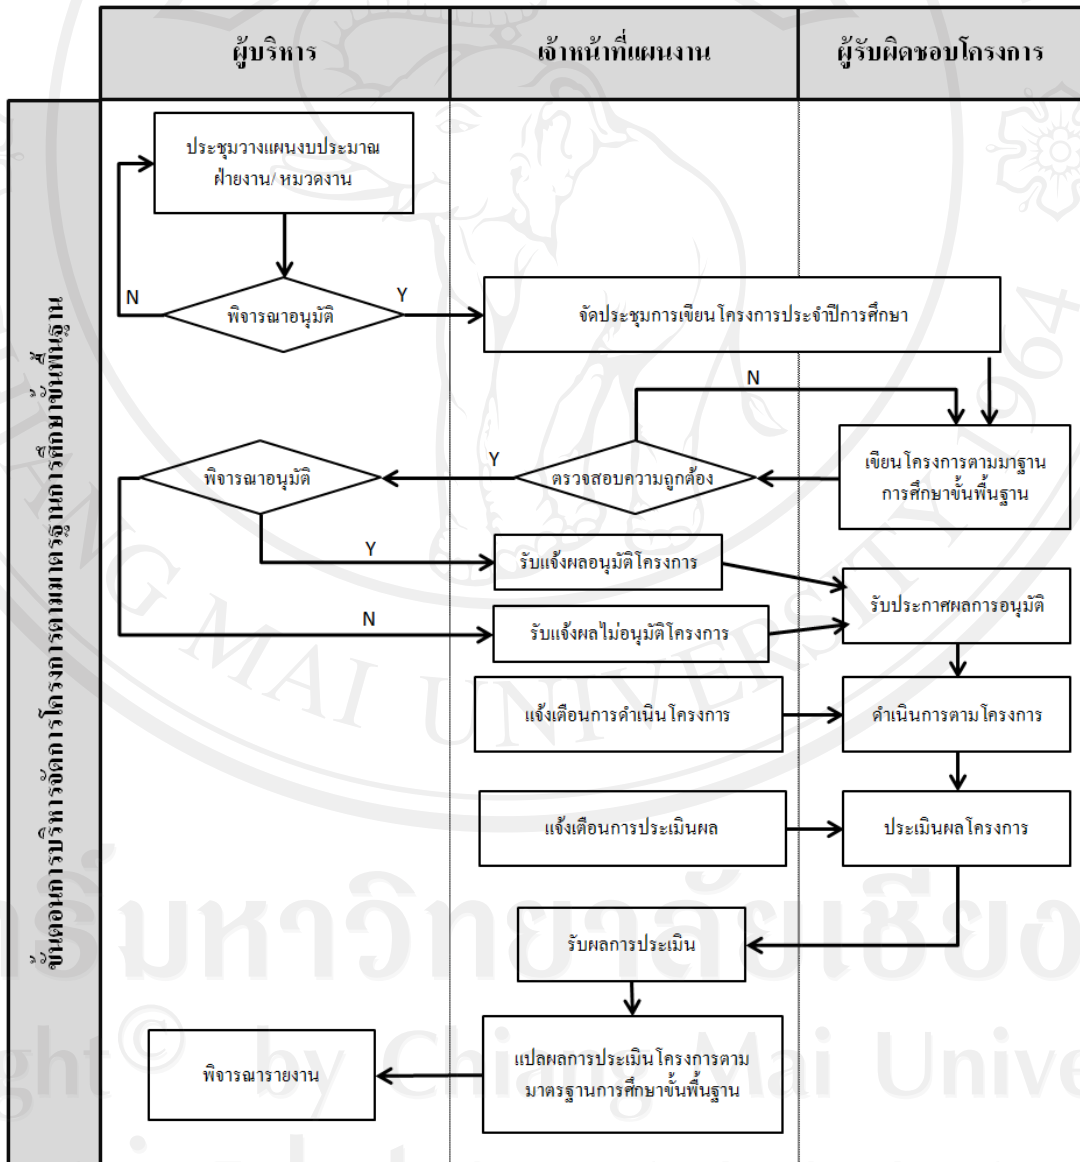 ผู้บริหาร
เจ้าหน้าที่แผนงาน
ผู้รับผิดชอบโครงการ
ขั้นตอนการบริหารจัดการโครงการตามมาตรฐานการศึกษาขั้นพื้นฐาน
ประชุมวางแผนงบประมาณ
ฝ่ายงาน/ หมวดงาน
N
พิจารณาอนุมัติ
Y
จัดประชุมการเขียนโครงการประจำปีการศึกษา
N
พิจารณาอนุมัติ
Y
ตรวจสอบความถูกต้อง
เขียนโครงการตามมาฐาน
การศึกษาขั้นพื้นฐาน
Y
รับแจ้งผลอนุมัติโครงการ
รับประกาศผลการอนุมัติ
N
รับแจ้งผลไม่อนุมัติโครงการ
แจ้งเตือนการดำเนินโครงการ
ดำเนินการตามโครงการ
แจ้งเตือนการประเมินผล
ประเมินผลโครงการ
รับผลการประเมิน
พิจารณารายงาน
แปลผลการประเมินโครงการตาม
มาตรฐานการศึกษาขั้นพื้นฐาน
MAI UNIVERSITY 1964
มหาวิทยาลัยเชียง
© by Chiang Mai